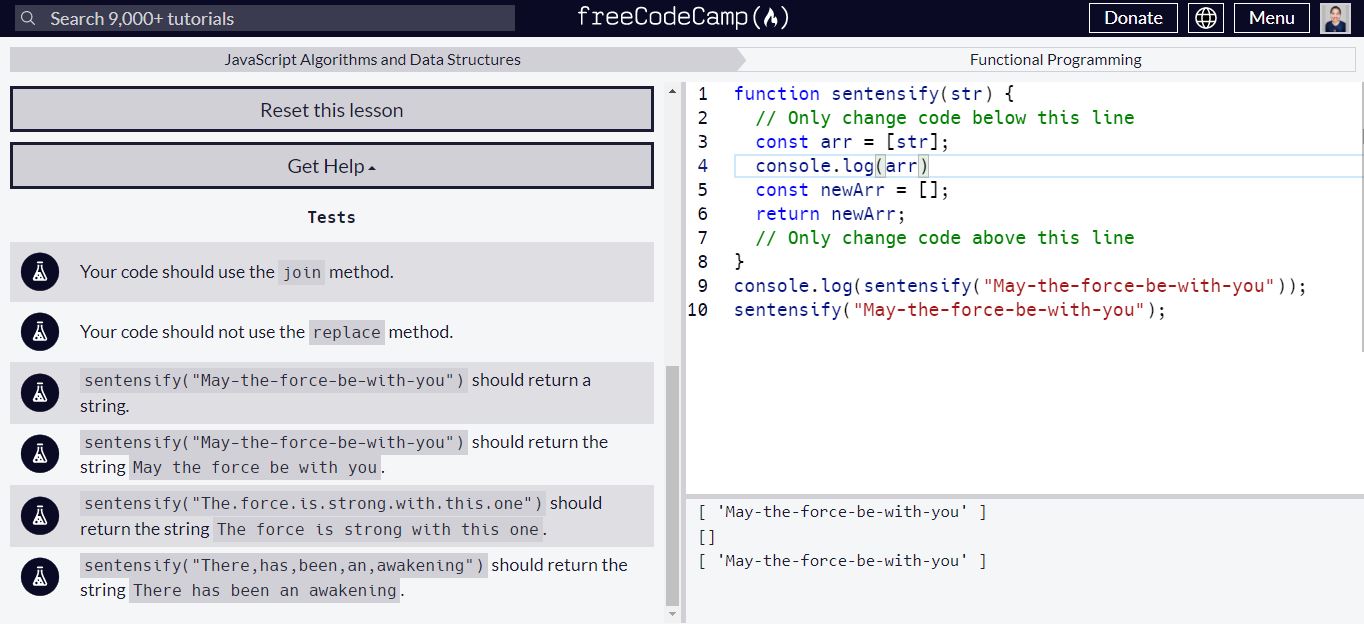 Search 9,000+ tutorials
freeCodeCamp
Donate
Menu
JavaScript Algorithms and Data Structures
Functional Programming
Reset this lesson
Get Help
Tests
Your code should use the join method.
Your code should not use the replace method.
sentensify("May-the-force-be-with-you") should return a
string.
sentensify("May-the-force-be-with-you") should return the
string May the force be with you.
sentensify("The.force.is.strong.with.this.one") should
return the string The force is strong with this one.
sentensify("There,has,been,an,awakening") should return the
string There has been an awakening.
1 function sentensify(str) {
2 // Only change code below this line
3 const arr = [str];
4 console.log(arr)
5 const newArr = [];
6 return newArr;
7 // Only change code above this line
8 }
9 console.log(sentensify("May-the-force-be-with-you"));
10 sentensify("May-the-force-be-with-you");
[ 'May-the-force-be-with-you' ]
[]
[ 'May-the-force-be-with-you' ]